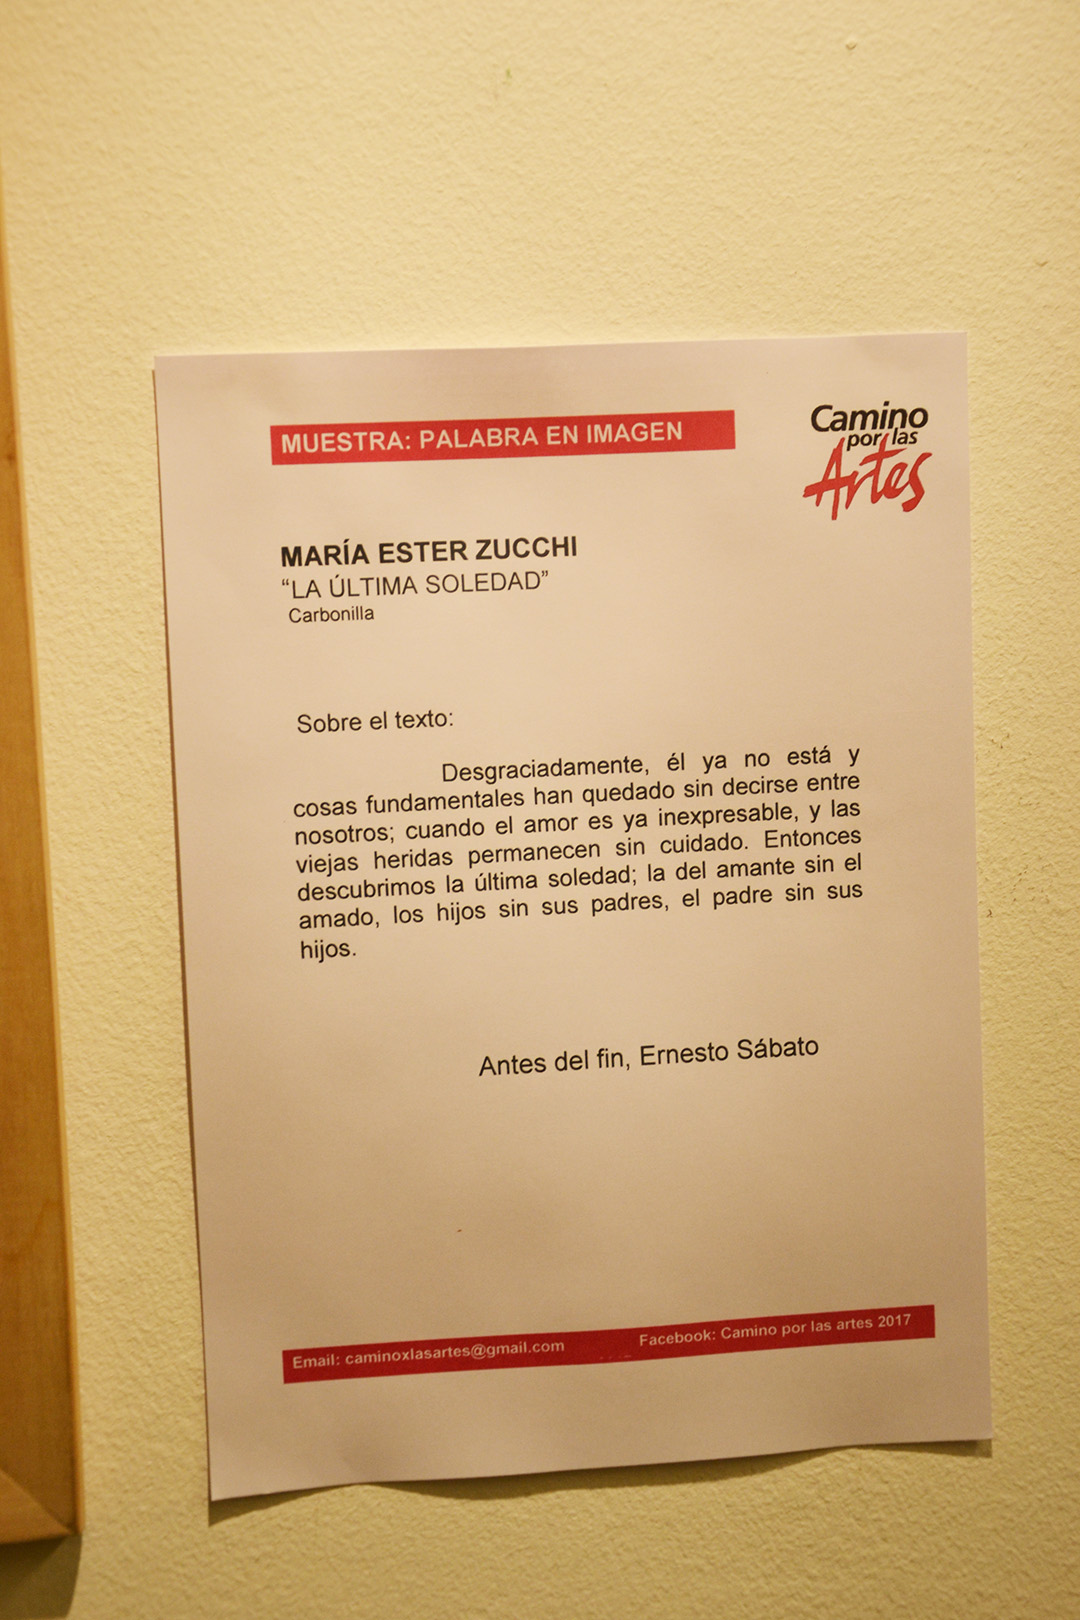 MUESTRA: PALABRA EN IMAGEN
Camino
por las
Artes
MARÍA ESTER ZUCCHI
“LA ÚLTIMA SOLEDAD”
Carbonilla
Sobre el texto:
Desgraciadamente, él ya no está y
cosas fundamentales han quedado sin decirse entre
nosotros; cuando el amor es ya inexpresable, y las
viejas heridas permanecen sin cuidado. Entonces
descubrimos la última soledad; la del amante sin el
amado, los hijos sin sus padres, el padre sin sus
hijos.
Antes del fin, Ernesto Sábato
Email: caminoxlasartes@gmail.com Facebook: Camino por las artes 2017